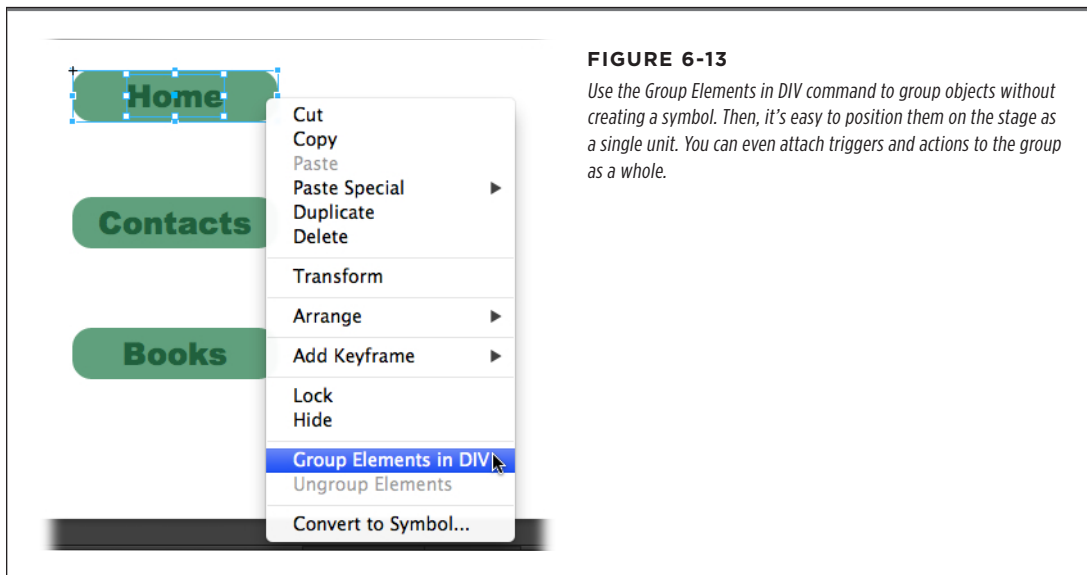 Home
Contacts
Books
Cut
Copy
Paste
Paste Special
Duplicate
Delete
Transform
Arrange
Add Keyframe
Lock
Hide
Group Elements in DIV
Ungroup Elements
Convert to Symbol...
FIGURE 6-13
Use the Group Elements in DIV command to group objects without
creating a symbol. Then, it's easy to position them on the stage as
a single unit. You can even attach triggers and actions to the group
as a whole.